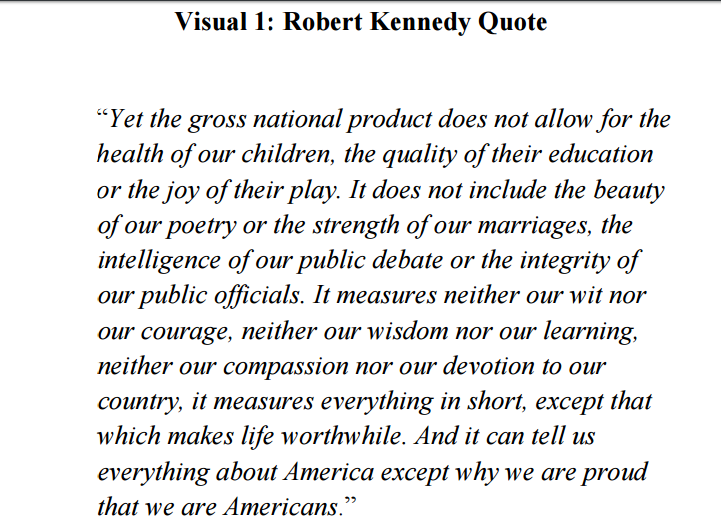 Visual 1: Robert Kennedy Quote
“Yet the gross national product does not allow for the
health of our children, the quality of their education
or the joy of their play. It does not include the beauty
of our poetry or the strength of our marriages, the
intelligence of our public debate or the integrity of
our public officials. It measures neither our wit nor
our courage, neither our wisdom nor our learning,
neither our compassion nor our devotion to our
country, it measures everything in short, except that
which makes life worthwhile. And it can tell us
everything about America except why we are proud
that we are Americans.”